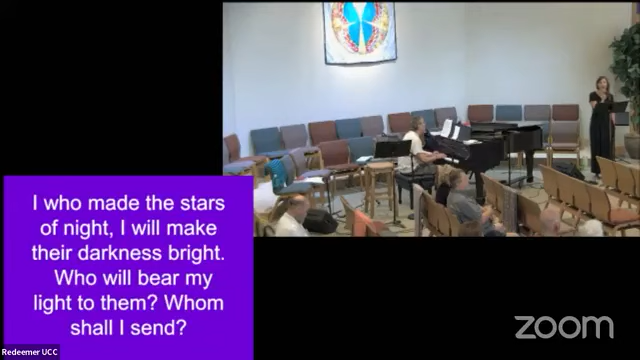 I who made the stars
of night, I will make
their darkness bright.
Who will bear my
light to them? Whom
shall I send?
zoom
Redeemer UCC